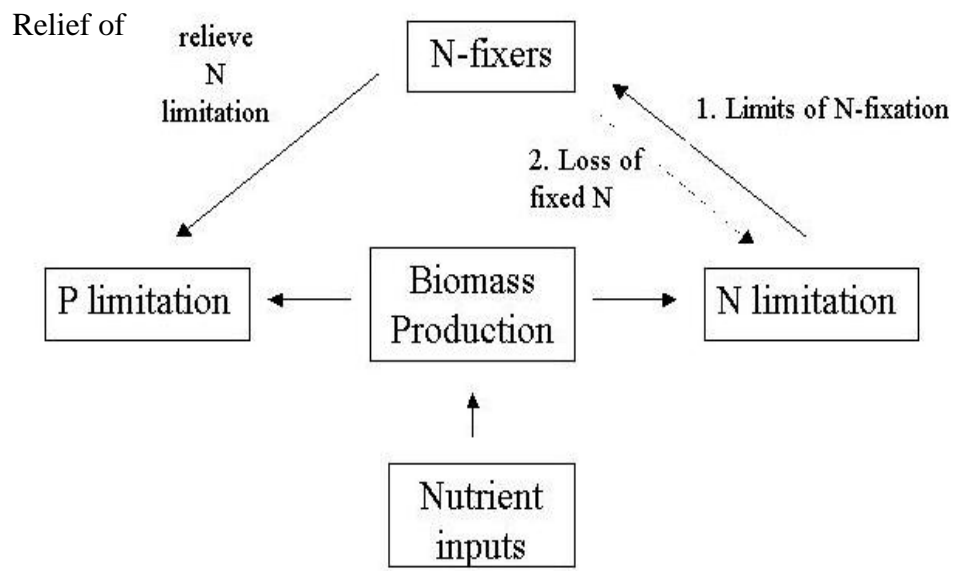 Relief of
relieve
N
limitation
N-fixers
1. Limits of N-fixation
2. Loss of
fixed N
P limitation
Biomass
Production
N limitation
Nutrient
inputs